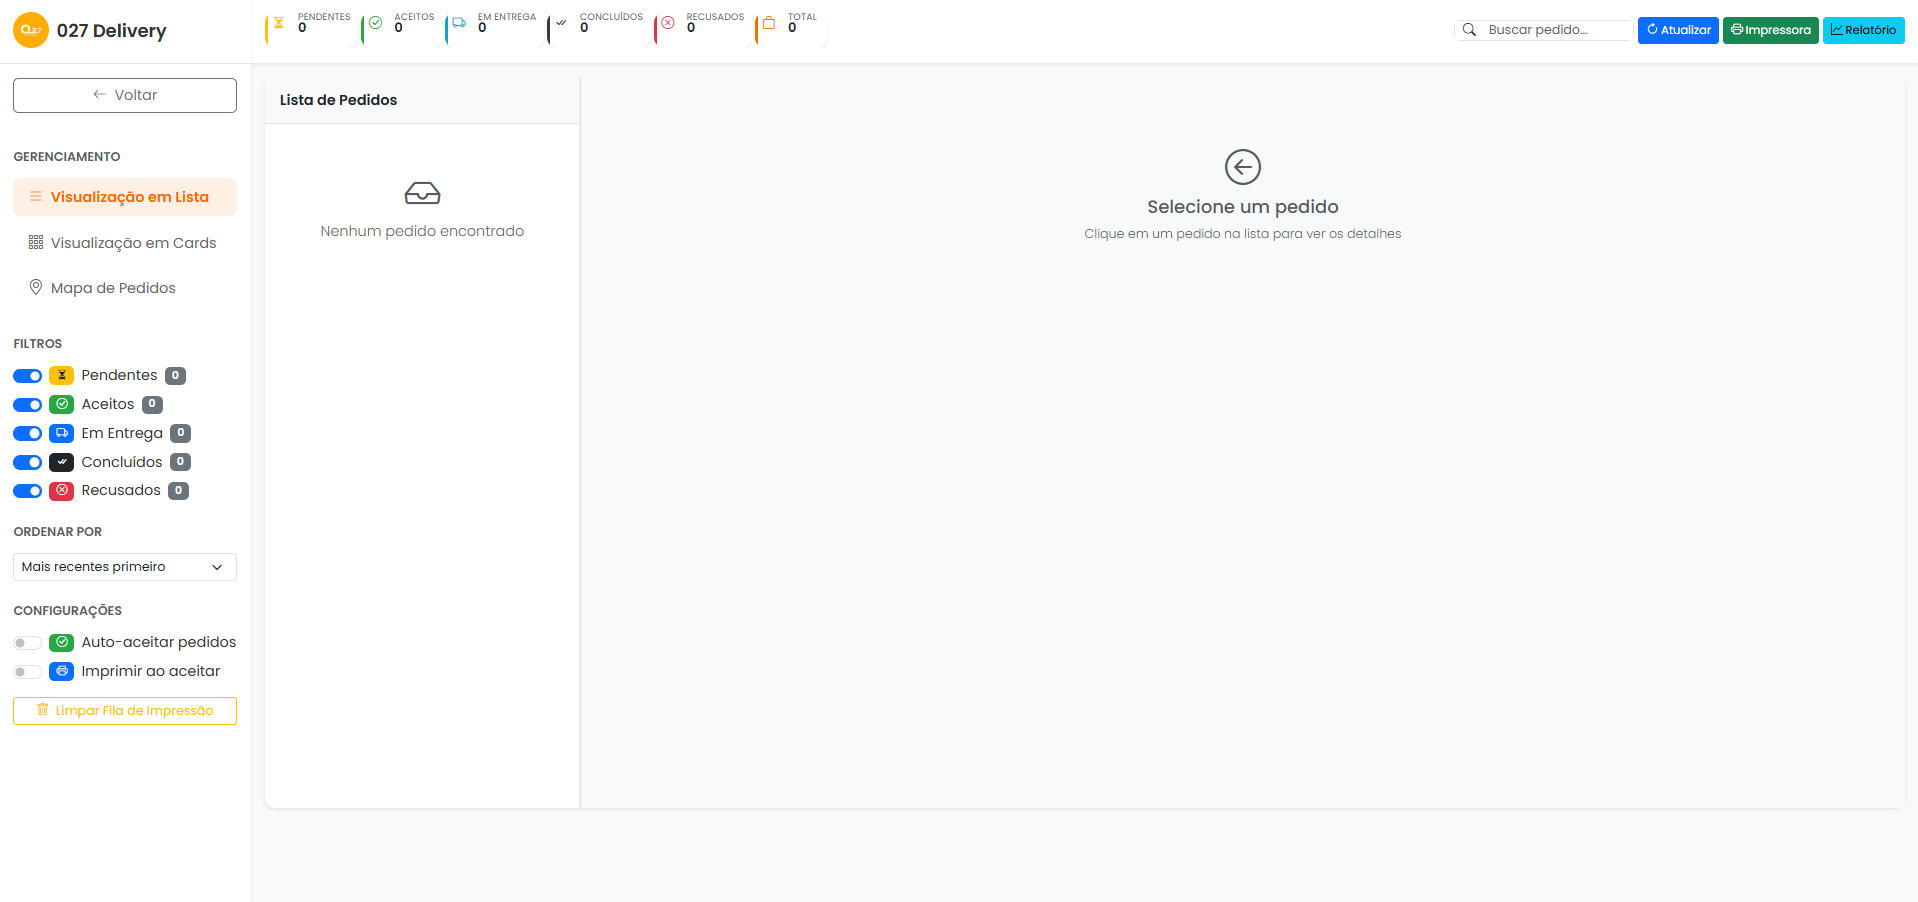 027 Delivery
PENDENTES
0
ACEITOS
0
EM ENTREGA
0
CONCLUÍDOS
0
RECUSADOS
0
TOTAL
0
Buscar pedido...
Atualizar
Impressora
Relatório
Voltar
GERENCIAMENTO
Visualização em Lista
Visualização em Cards
Mapa de Pedidos
FILTROS
Pendentes 0
Aceitos 0
Em Entrega 0
Concluídos 0
Recusados 0
ORDENAR POR
Mais recentes primeiro
CONFIGURAÇÕES
Auto-aceitar pedidos
Imprimir ao aceitar
Limpar Fila de Impressão
Lista de Pedidos
Nenhum pedido encontrado
Selecione um pedido
Clique em um pedido na lista para ver os detalhes